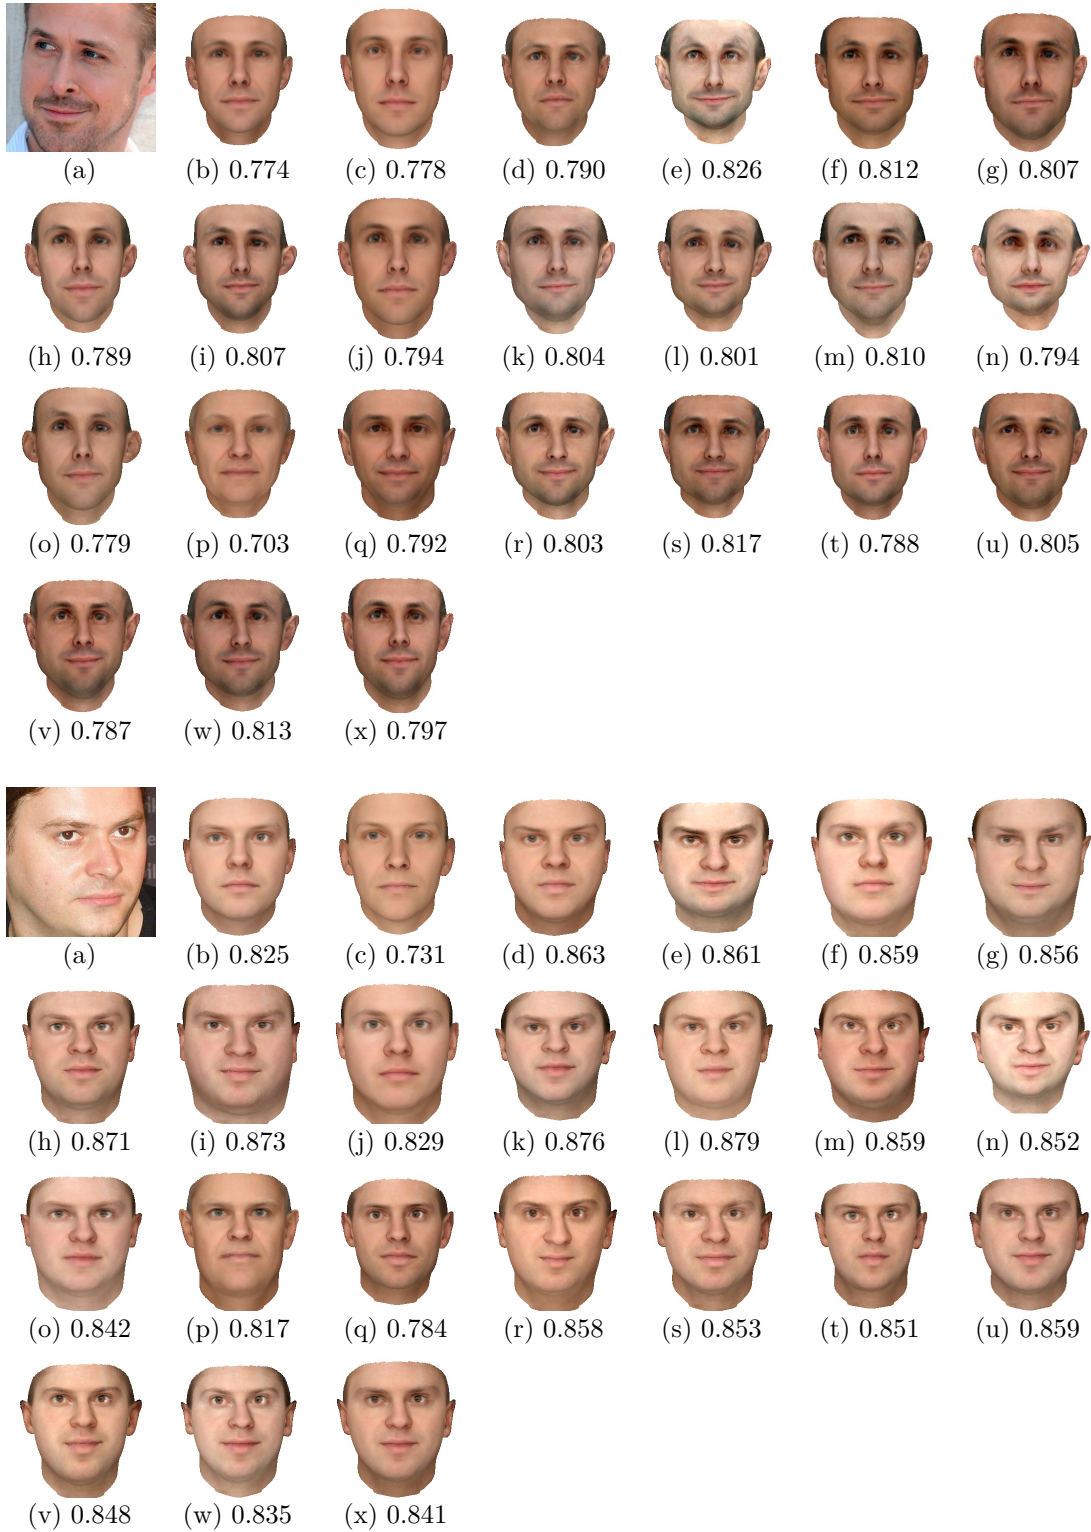 (a) (b) 0.774 (c) 0.778 (d) 0.790 (e) 0.826 (f) 0.812 (g) 0.807
(h) 0.789 (i) 0.807 (j) 0.794 (k) 0.804 (l) 0.801 (m) 0.810 (n) 0.794
(o) 0.779 (p) 0.703 (q) 0.792 (r) 0.803 (s) 0.817 (t) 0.788 (u) 0.805
(v) 0.787 (w) 0.813 (x) 0.797
(a) (b) 0.825 (c) 0.731 (d) 0.863 (e) 0.861 (f) 0.859 (g) 0.856
(h) 0.871 (i) 0.873 (j) 0.829 (k) 0.876 (l) 0.879 (m) 0.859 (n) 0.852
(o) 0.842 (p) 0.817 (q) 0.784 (r) 0.858 (s) 0.853 (t) 0.851 (u) 0.859
(v) 0.848 (w) 0.835 (x) 0.841